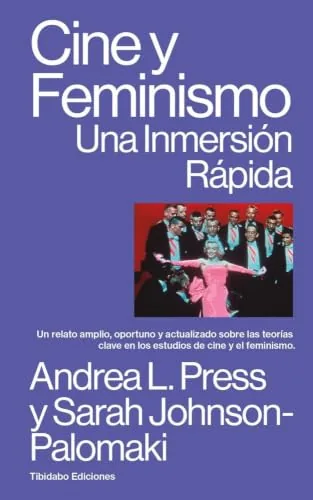 Cine y
Feminismo
Una Inmersión
Rápida
Un relato amplio, oportuno y actualizado sobre las teorías
clave en los estudios de cine y el feminismo.
Andrea L. Press
y Sarah Johnson-
Palomaki
Tibidabo Ediciones